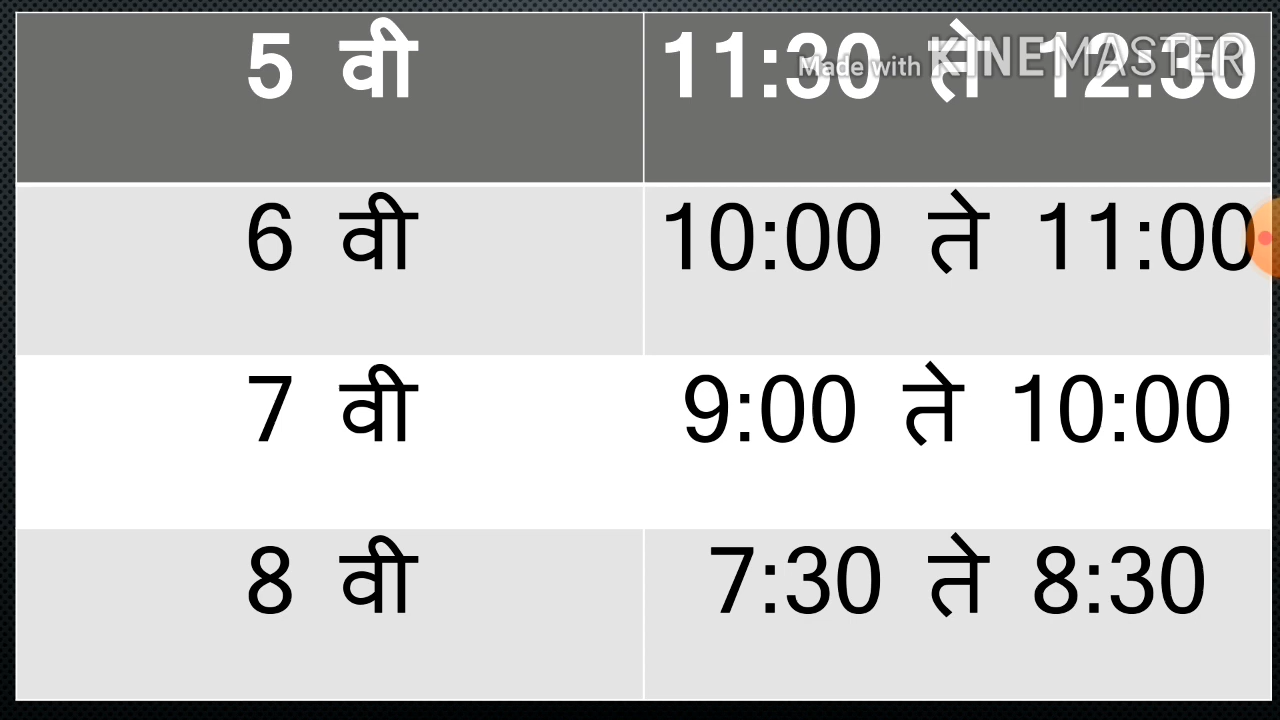 5 वी 11:30 ते 12:30
Made with KINEMASTER
6 वी 10:00 ते 11:00
7 वी 9:00 ते 10:00
8 वी 7:30 ते 8:30